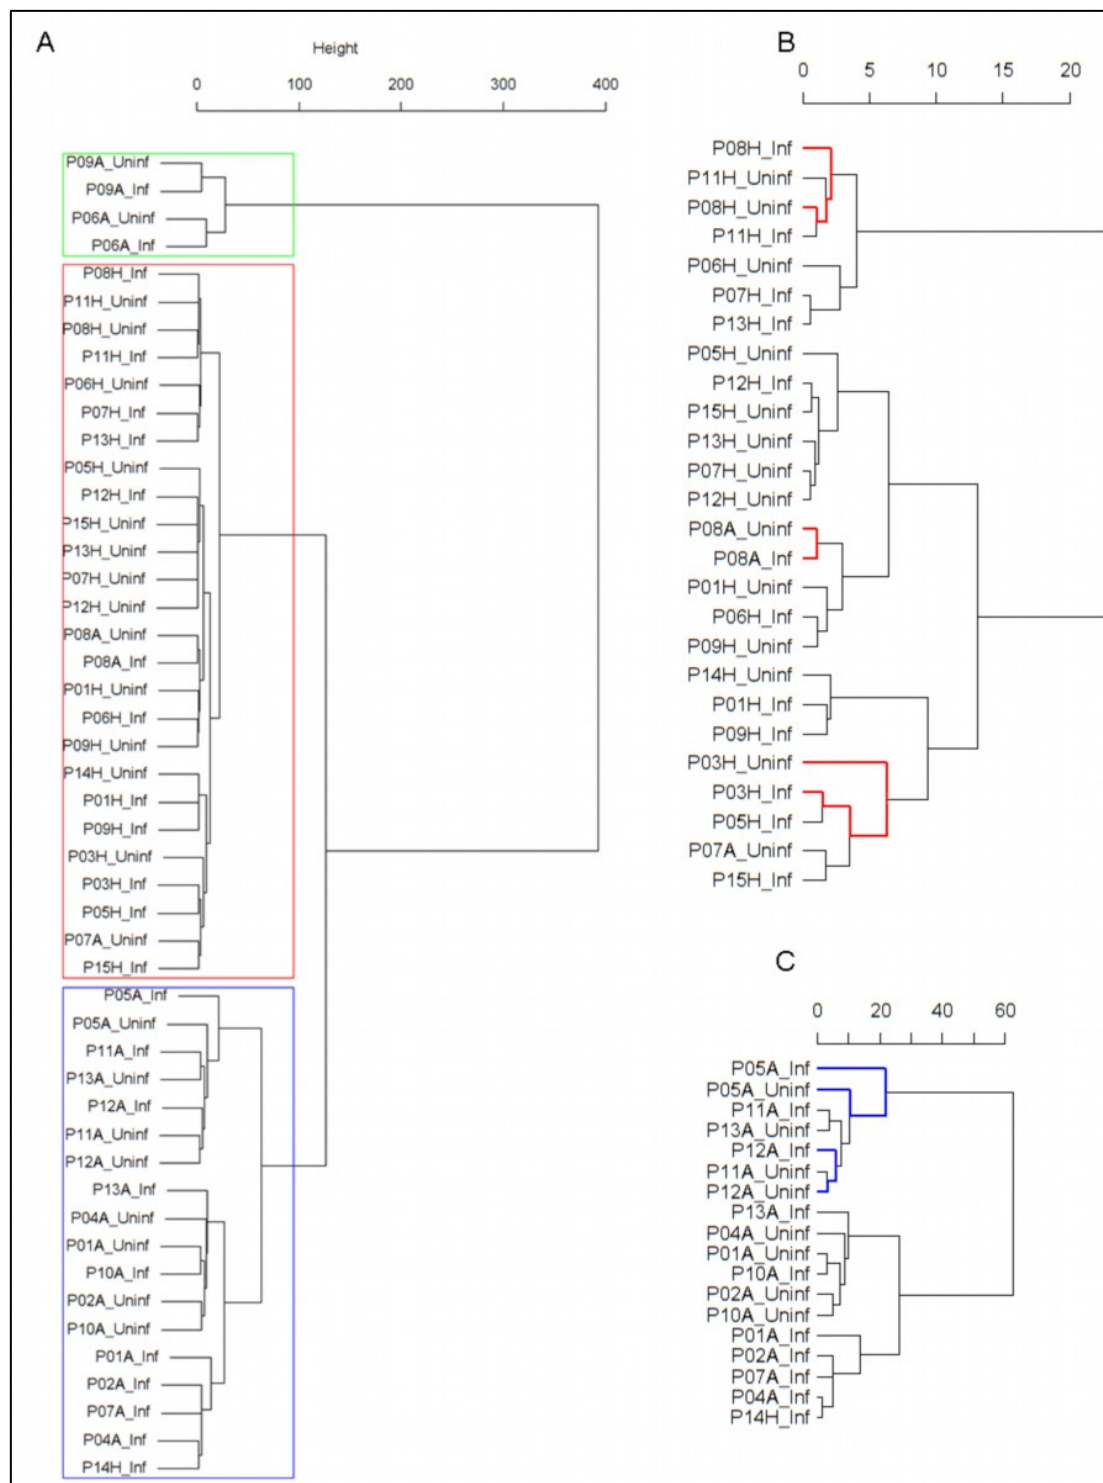 A
Height
0 100 200 300 400
P09A_Uninf
P09A_Inf
P06A_Uninf
P06A_Inf
P08H_Inf
P11H_Uninf
P08H_Uninf
P11H_Inf
P06H_Uninf
P07H_Inf
P13H_Inf
P05H_Uninf
P12H_Inf
P15H_Uninf
P13H_Uninf
P07H_Uninf
P12H_Uninf
P08A_Uninf
P08A_Inf
P01H_Uninf
P06H_Inf
P09H_Uninf
P14H_Uninf
P01H_Inf
P09H_Inf
P03H_Uninf
P03H_Inf
P05H_Inf
P07A_Uninf
P15H_Inf
P05A_Inf
P05A_Uninf
P11A_Inf
P13A_Uninf
P12A_Inf
P11A_Uninf
P12A_Uninf
P13A_Inf
P04A_Uninf
P01A_Uninf
P10A_Inf
P02A_Uninf
P10A_Uninf
P01A_Inf
P02A_Inf
P07A_Inf
P04A_Inf
P14H_Inf
B
0 5 10 15 20
P08H_Inf
P11H_Uninf
P08H_Uninf
P11H_Inf
P06H_Uninf
P07H_Inf
P13H_Inf
P05H_Uninf
P12H_Inf
P15H_Uninf
P13H_Uninf
P07H_Uninf
P12H_Uninf
P08A_Uninf
P08A_Inf
P01H_Uninf
P06H_Inf
P09H_Uninf
P14H_Uninf
P01H_Inf
P09H_Inf
P03H_Uninf
P03H_Inf
P05H_Inf
P07A_Uninf
P15H_Inf
C
0 20 40 60
P05A_Inf
P05A_Uninf
P11A_Inf
P13A_Uninf
P12A_Inf
P11A_Uninf
P12A_Uninf
P13A_Inf
P04A_Uninf
P01A_Uninf
P10A_Inf
P02A_Uninf
P10A_Uninf
P01A_Inf
P02A_Inf
P07A_Inf
P04A_Inf
P14H_Inf